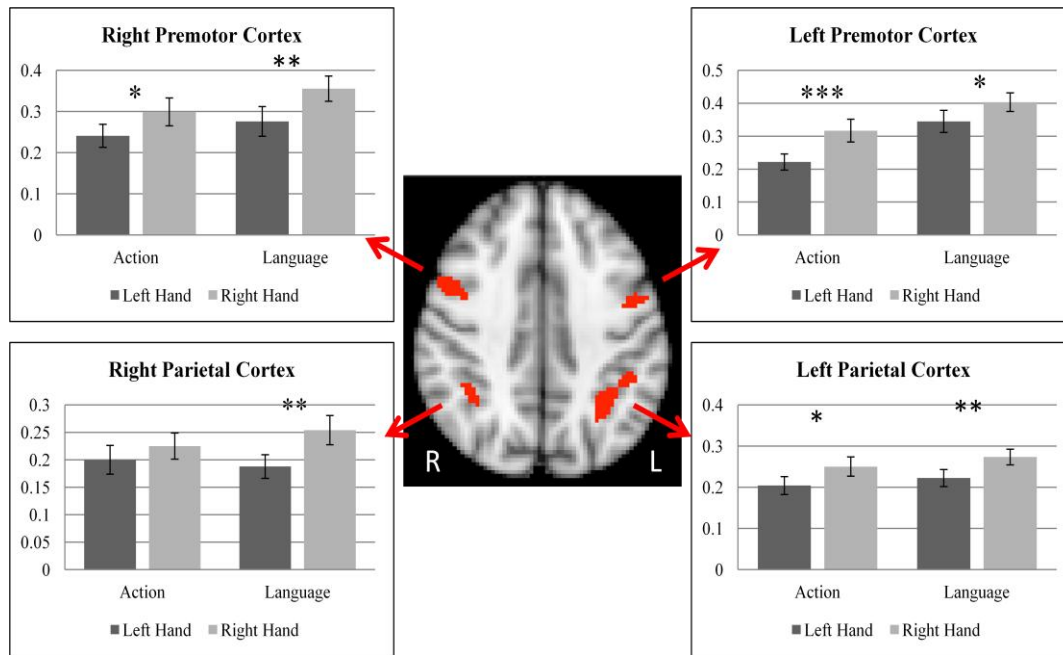 Right Premotor Cortex
0.4
0.3
0.2
0.1
0
*
**
Action Language
Left Hand Right Hand
Left Premotor Cortex
0.5
0.4
0.3
0.2
0.1
0
***
*
Action Language
Left Hand Right Hand
R L
Right Parietal Cortex
0.3
0.25
0.2
0.15
0.1
0.05
0
**
Action Language
Left Hand Right Hand
Left Parietal Cortex
0.4
0.3
0.2
0.1
0
*
**
Action Language
Left Hand Right Hand